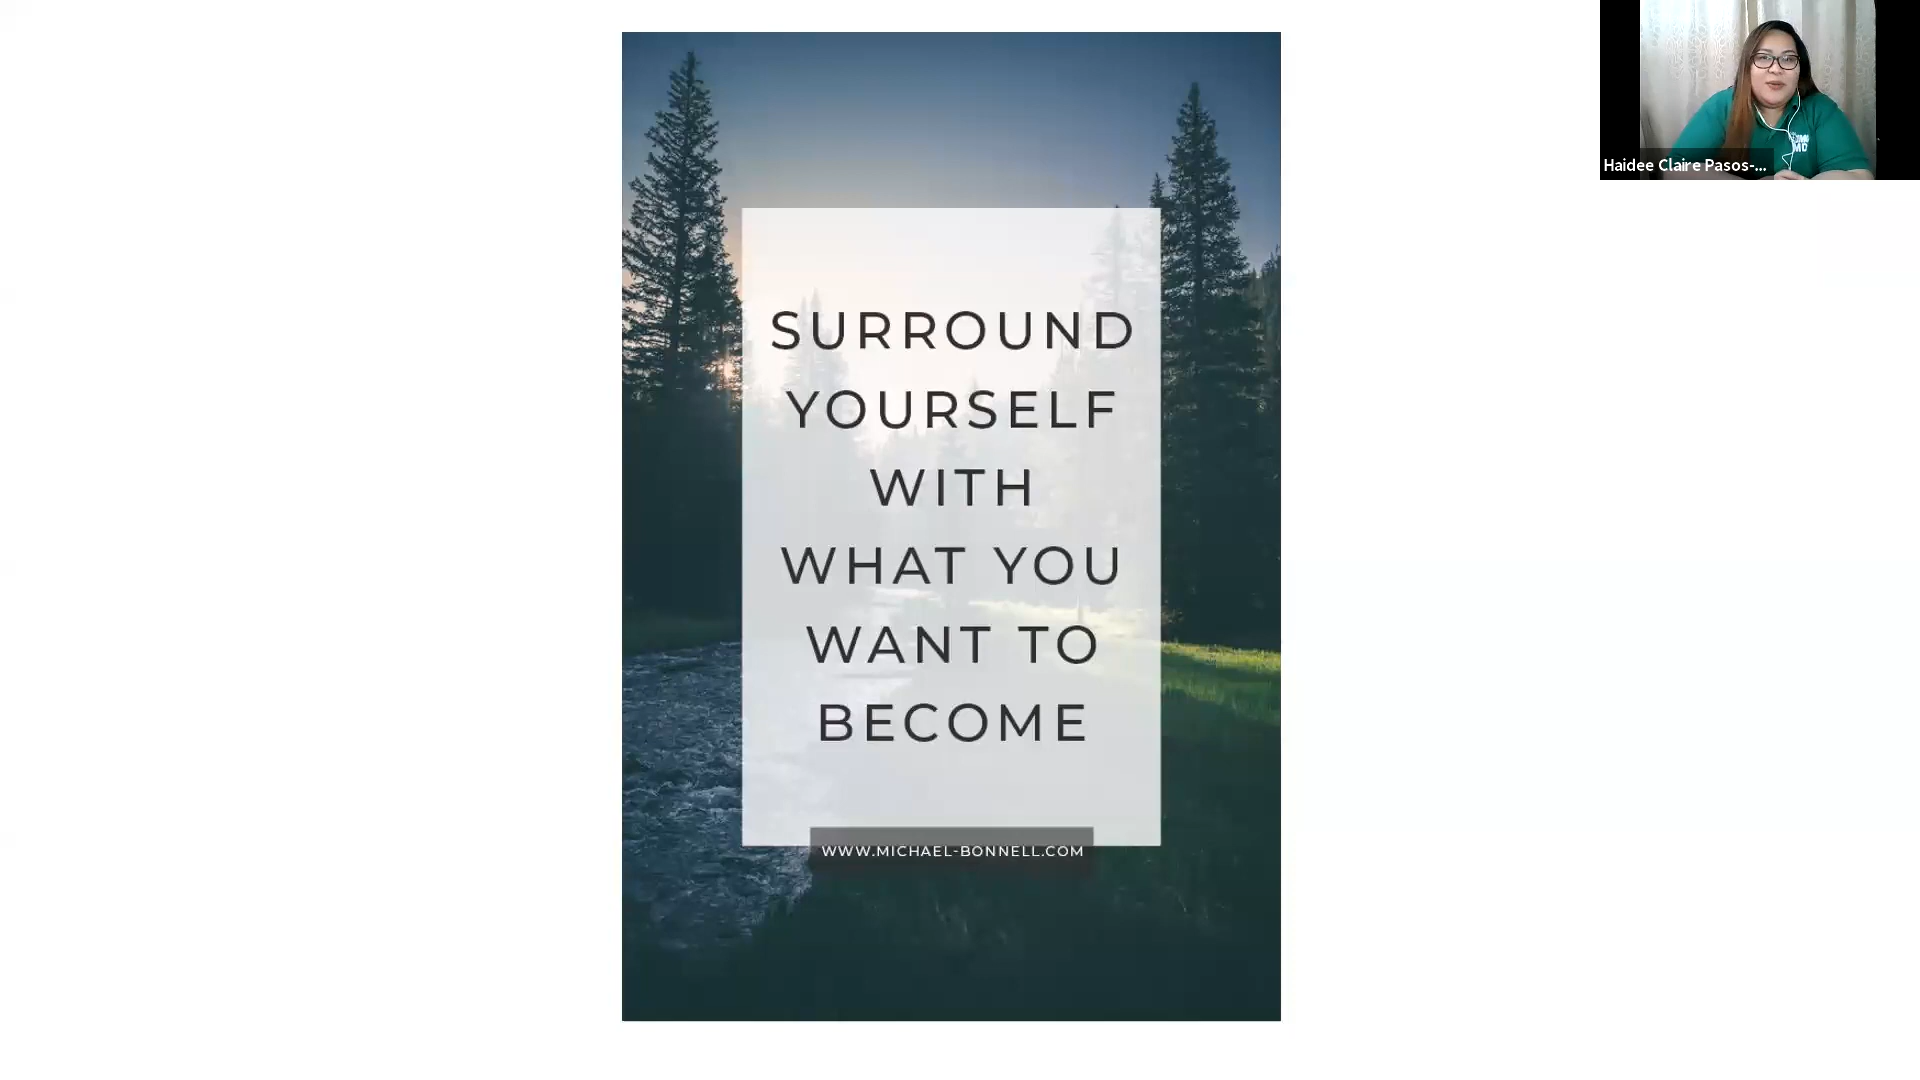 SURROUND
YOURSELF
WITH
WHAT YOU
WANT TO
BECOME
WWW.MICHAEL-BONNELL.COM
Haidee Claire Pasos-...